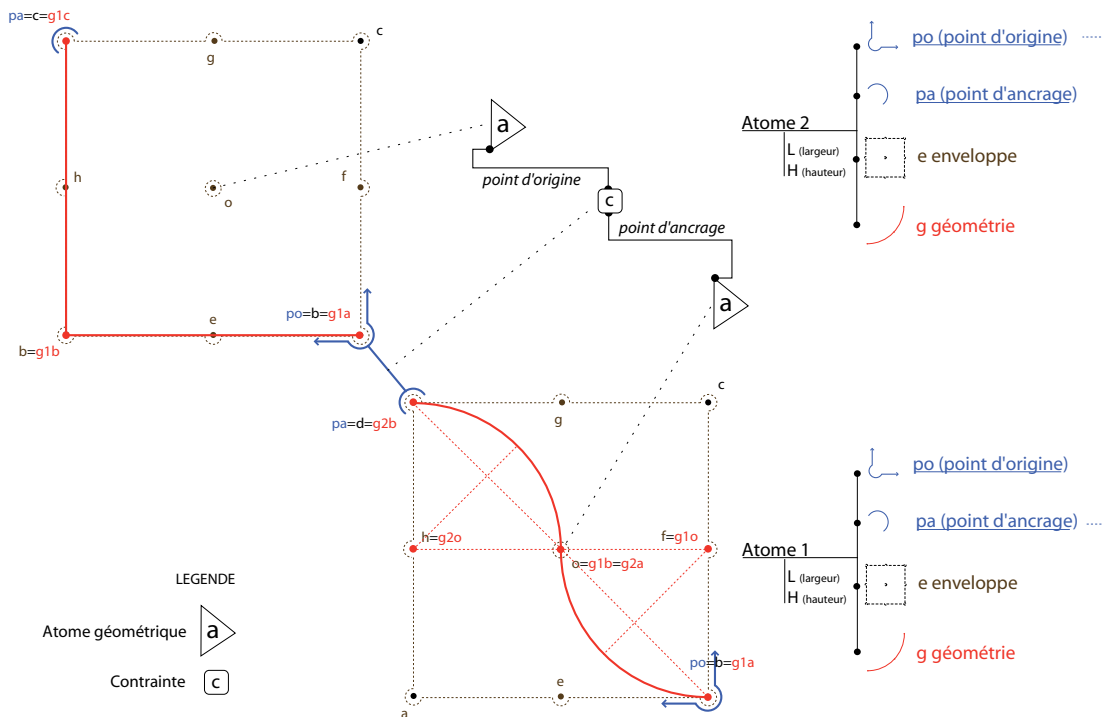 pa=c=g1c
c
g
h
f
o
e
po=b=g1a
b=g1b
a
point d'origine
c
point d'ancrage
a
po (point d'origine)
pa (point d'ancrage)
Atome 2
L (largeur)
H (hauteur)
e enveloppe
g géométrie
c
g
pa=d=g2b
h=g2o
f=g1o
o=g1b=g2a
po=b=g1a
e
a
po (point d'origine)
pa (point d'ancrage)
Atome 1
L (largeur)
H (hauteur)
e enveloppe
g géométrie
LEGENDE
Atome géométrique a
Contrainte c